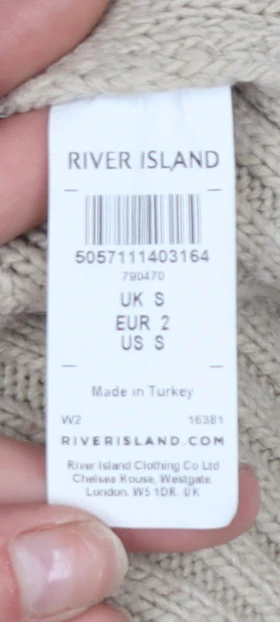 RIVER ISLAND
5057111403164
790470
UK S
EUR 2
US S
Made in Turkey
W2 16381
RIVERISLAND.COM
River Island Clothing Co Ltd
Chelsea House, Westgate,
London. W5 1DR. UK